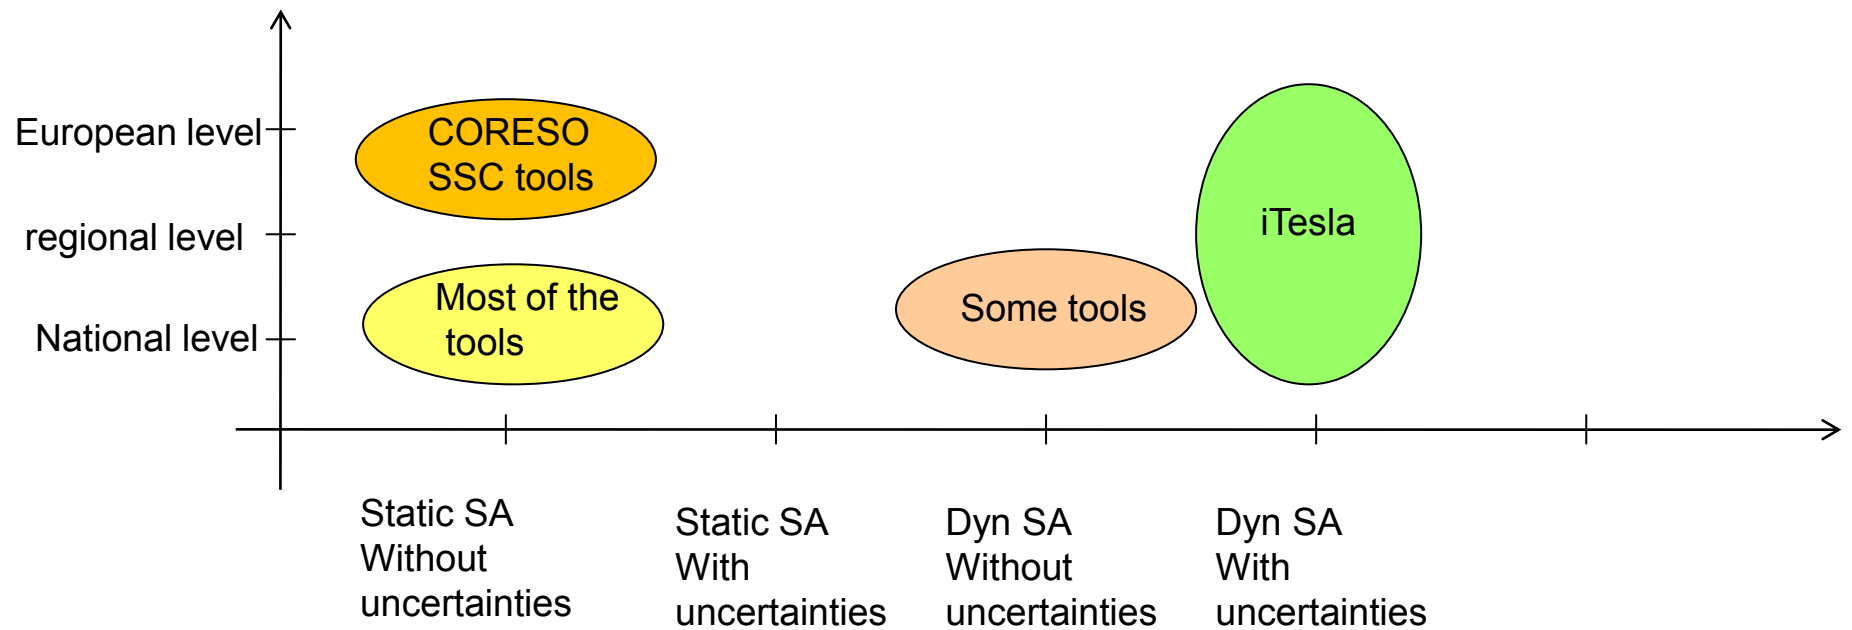 European level
CORESO
SSC tools
regional level
iTesla
Most of the
tools
Some tools
National level
Static SA
Without
uncertainties
Static SA
With
uncertainties
Dyn SA
Without
uncertainties
Dyn SA
With
uncertainties